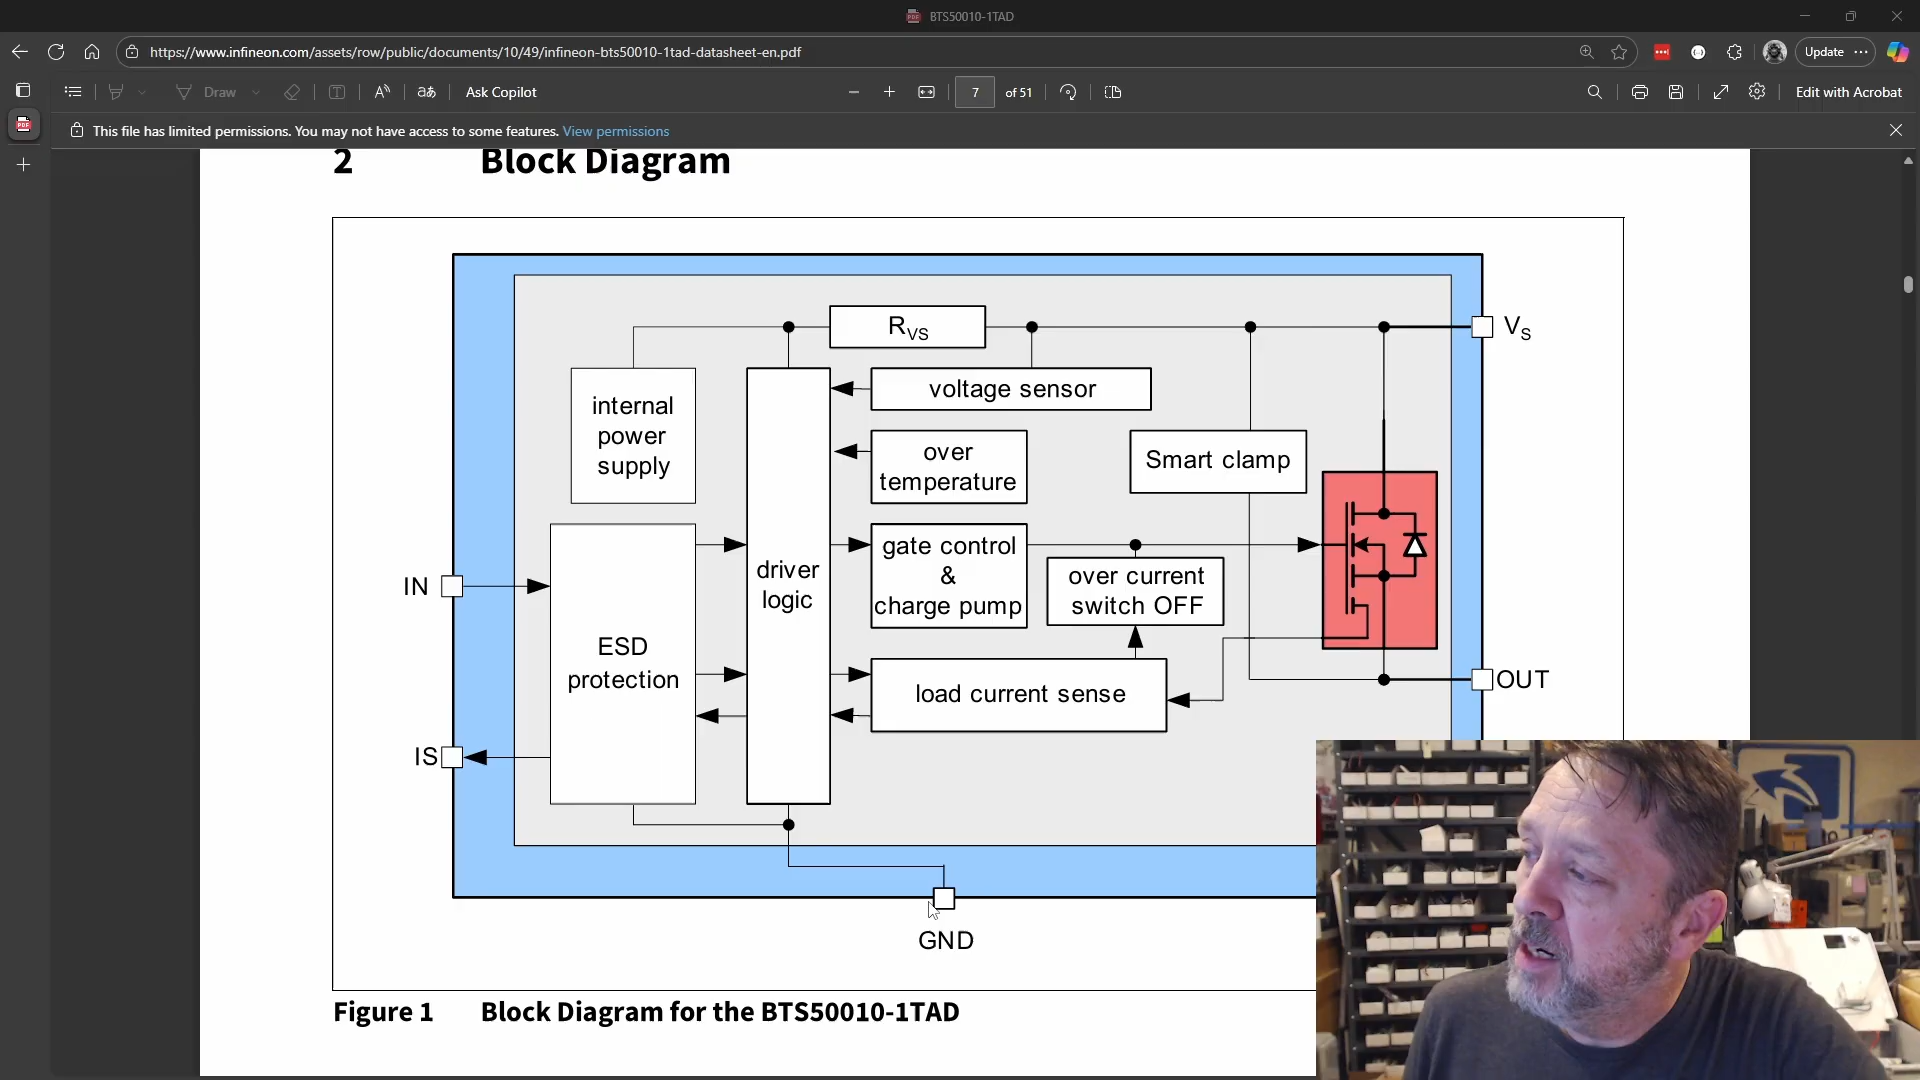 BTS50010-1TAD
https://www.infineon.com/assets/row/public/documents/10/49/infineon-bts50010-1tad-datasheet-en.pdf
Update
Draw
Ask Copilot
7 of 51
Edit with Acrobat
This file has limited permissions. You may not have access to some features. View permissions
2 Block Diagram
RVS
VS
internal
power
supply
voltage sensor
over
temperature
Smart clamp
driver
logic
gate control
&
charge pump
over current
switch OFF
IN
ESD
protection
load current sense
OUT
IS
GND
Figure 1 Block Diagram for the BTS50010-1TAD